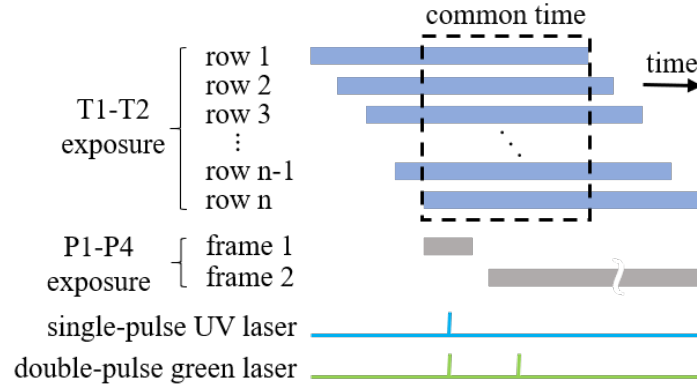 common time
row 1
time
row 2
T1-T2
exposure
row 3
⋮
row n-1
row n
P1-P4
exposure
frame 1
frame 2
single-pulse UV laser
double-pulse green laser